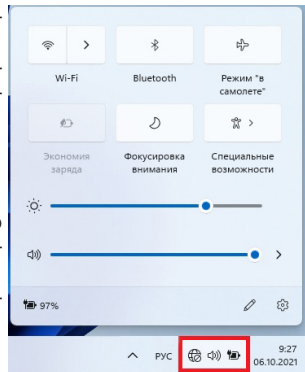 Wi-Fi
Bluetooth
Режим "в
самолете"
Экономия
заряда
Фокусировка
внимания
Специальные
возможности
97%
РУС
9:27
06.10.2021